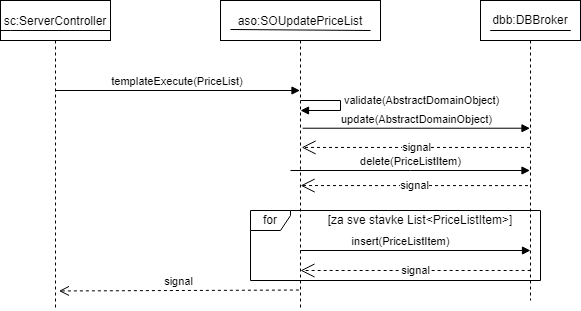 sc:ServerController
aso:SOUpdatePriceList
dbb:DBBroker
templateExecute(PriceList)
validate(AbstractDomainObject)
update(AbstractDomainObject)
signal
delete(PriceListItem)
signal
for
[za sve stavke List<PriceListItem>]
insert(PriceListItem)
signal
signal